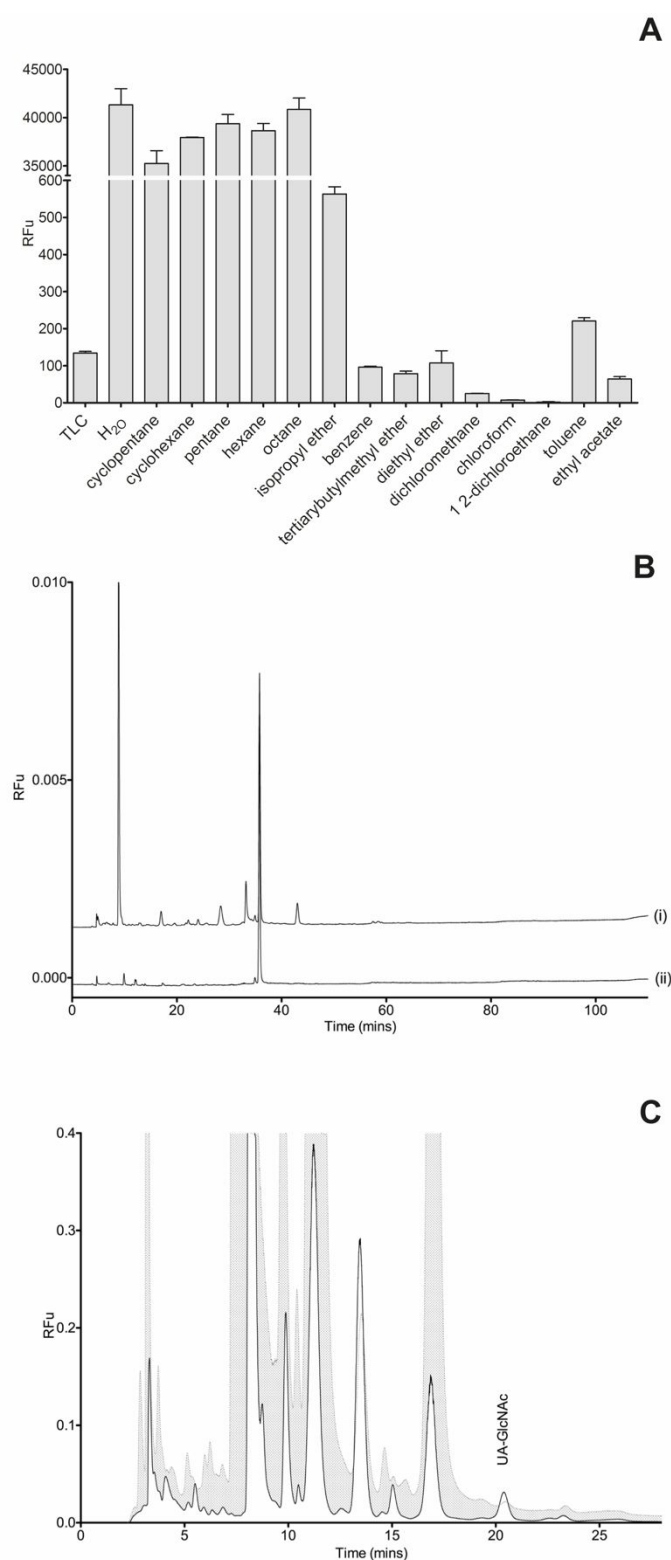 A
45000
40000
35000
600
500
400
300
200
100
0
RFu
TLC
H2O
cyclopentane
cyclohexane
pentane
hexane
octane
isopropyl ether
benzene
tertiarybutylmethyl ether
diethyl ether
dichloromethane
chloroform
1 2-dichloroethane
toluene
ethyl acetate
B
0.010
0.005
0.000
RFu
(i)
(ii)
0 20 40 60 80 100
Time (mins)
C
0.4
0.3
0.2
0.1
0.0
RFu
UA-GlcNAc
0 5 10 15 20 25
Time (mins)